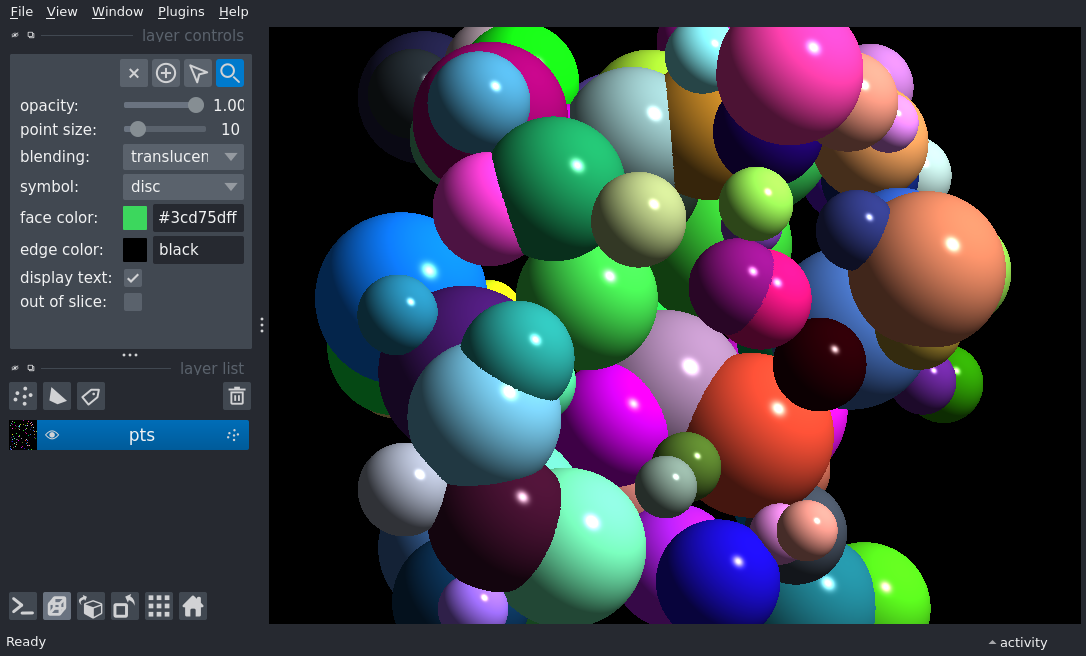 File View Window Plugins Help
layer controls
opacity: 1.00
point size: 10
blending: translucen
symbol: disc
face color: #3cd75dff
edge color: black
display text:
out of slice:
layer list
pts
Ready
activity